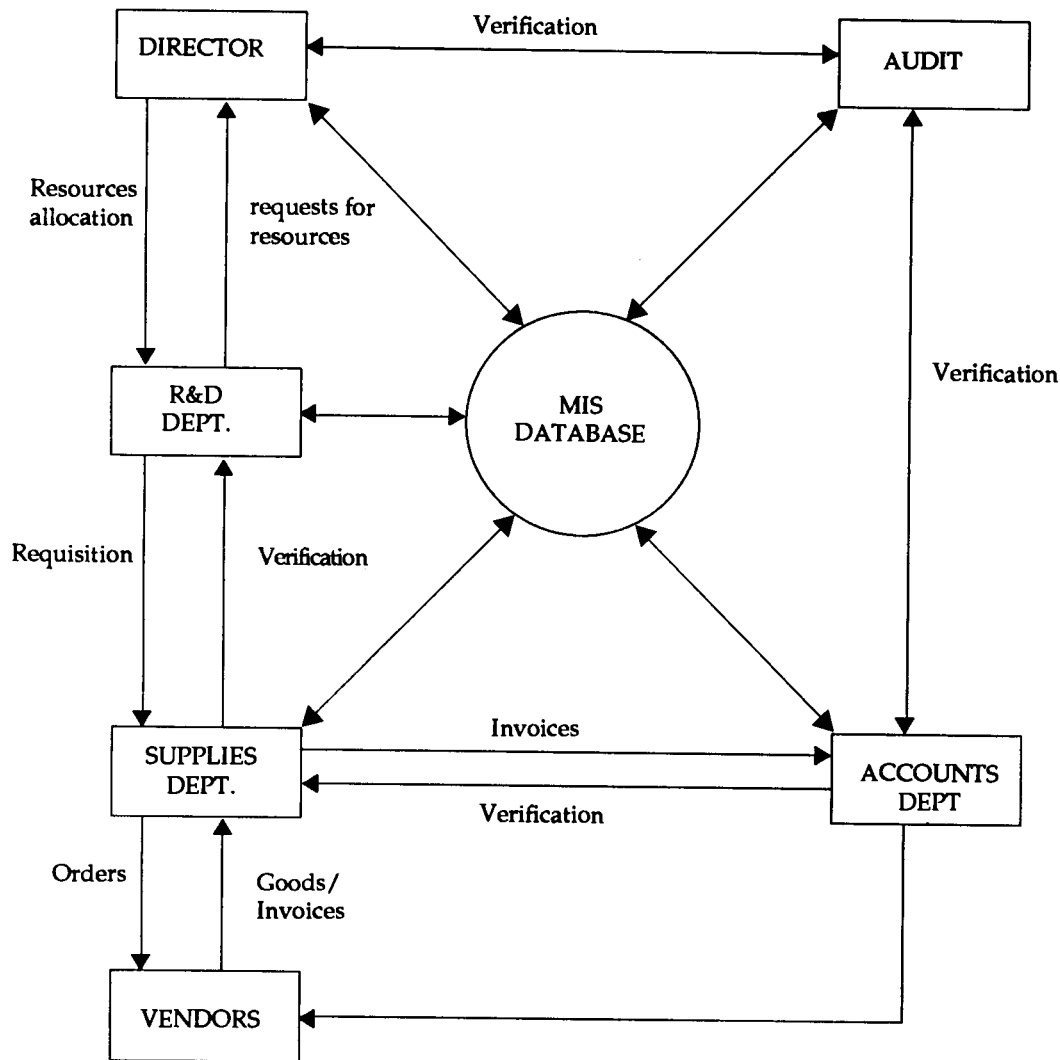 DIRECTOR
Verification
AUDIT
Resources
allocation
requests for
resources
R&D
DEPT.
MIS
DATABASE
Verification
Requisition
Verification
SUPPLIES
DEPT.
Invoices
Verification
ACCOUNTS
DEPT
Orders
Goods/
Invoices
VENDORS